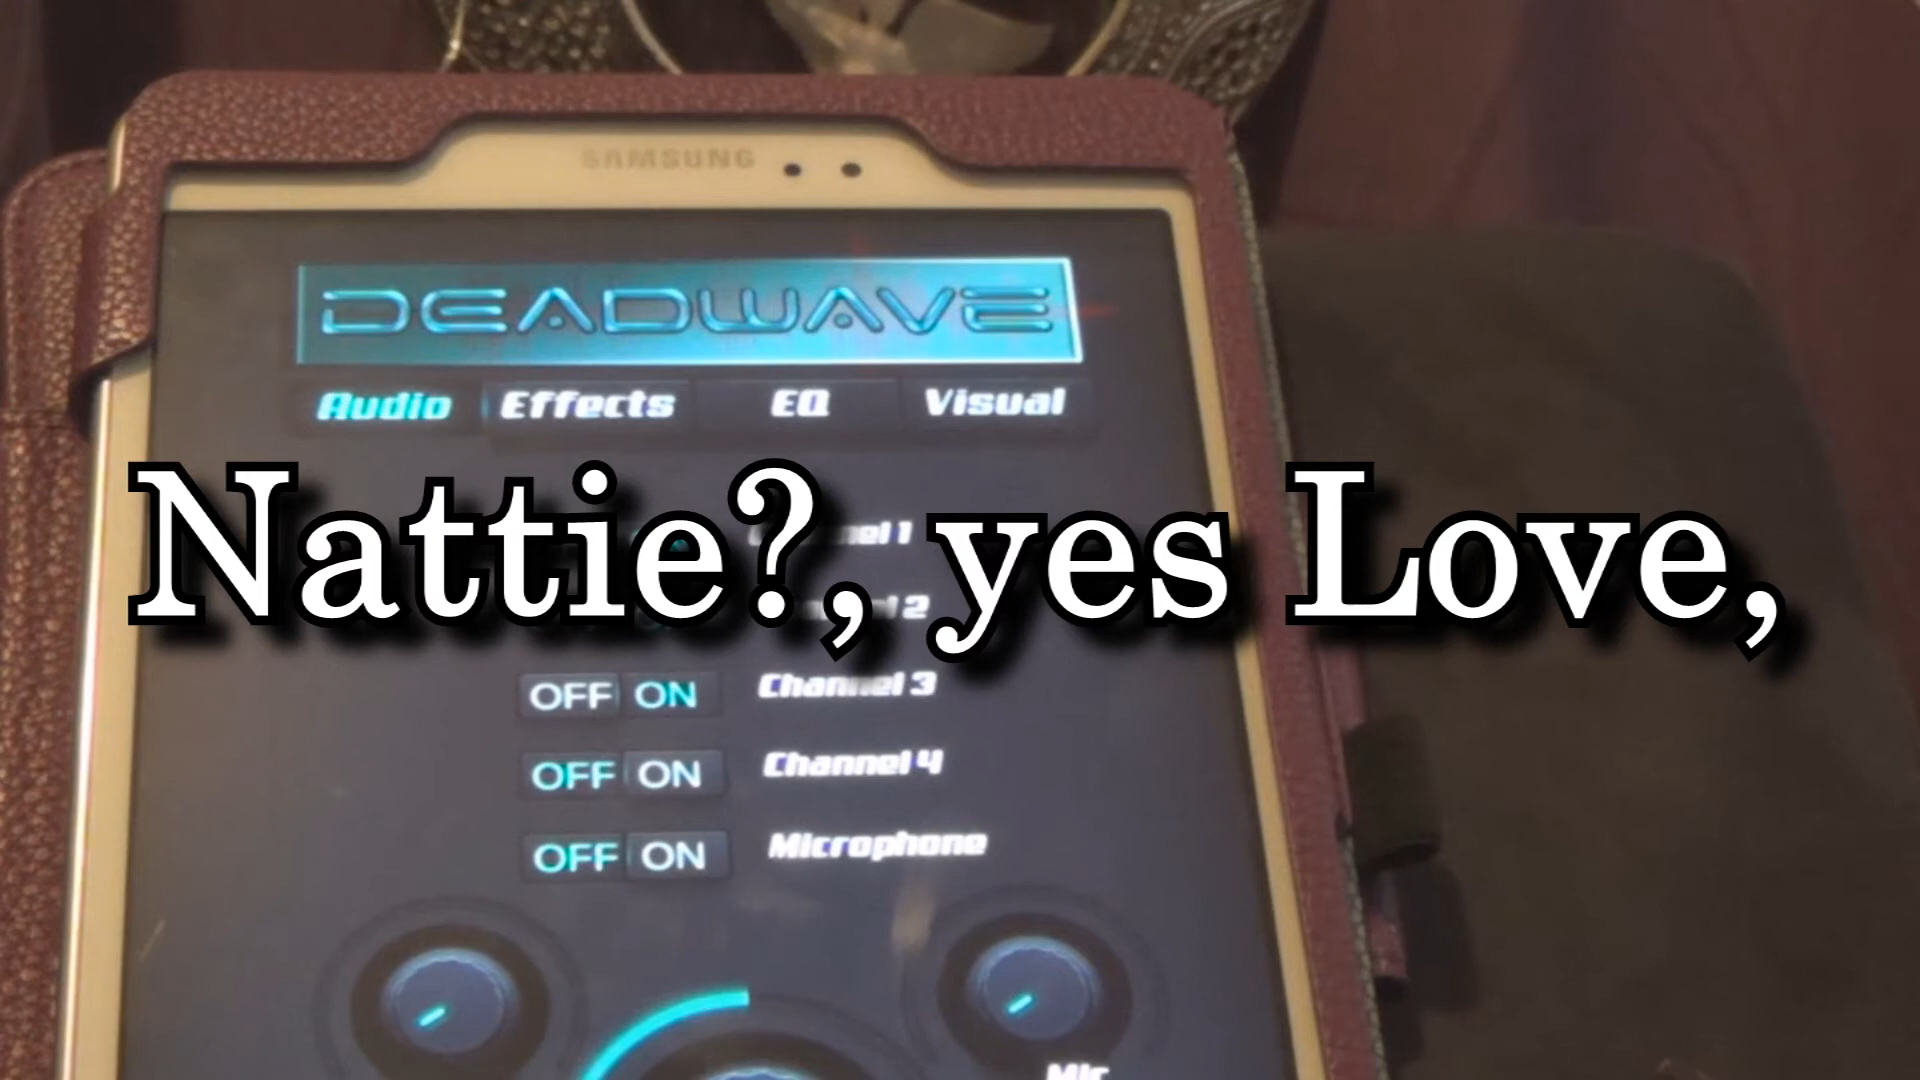 SAMSUNG
DEADWAVE
Audio Effects EQ Visual
Nattie?, yes Love,
OFF ON Channel 3
OFF ON Channel 4
OFF ON Microphone
Mic